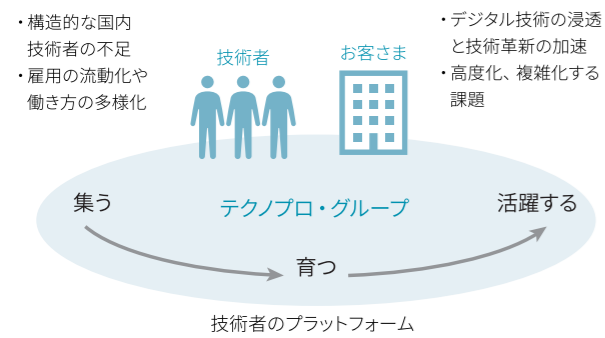 ・構造的な国内
技術者の不足
・雇用の流動化や
働き方の多様化
技術者
お客さま
・デジタル技術の浸透
と技術革新の加速
・高度化、複雑化する
課題
集う
テクノプロ・グループ
活躍する
育つ
技術者のプラットフォーム